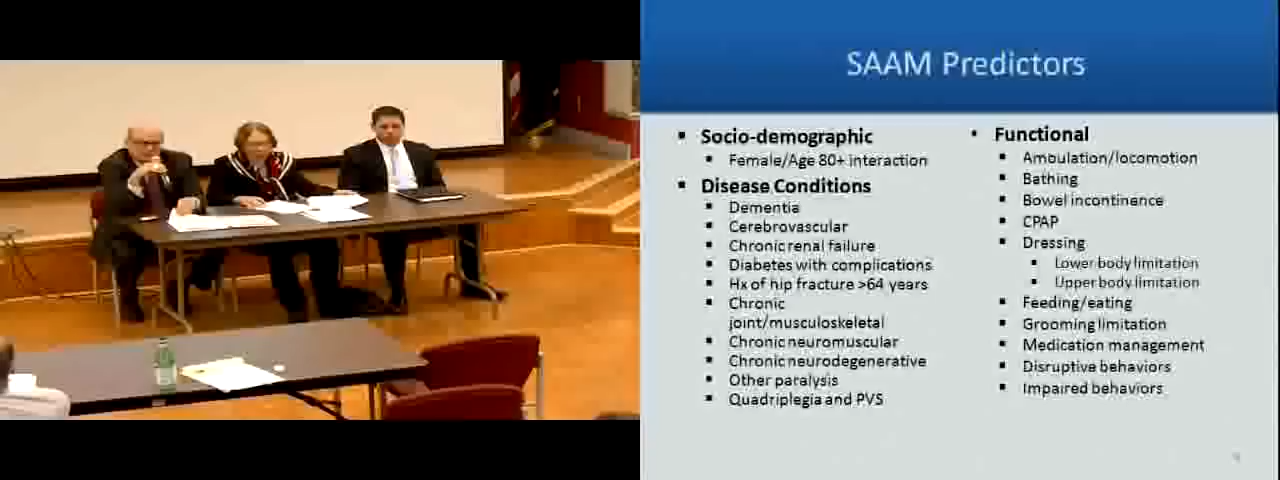 SAAM Predictors
Socio-demographic
Female/Age 80+ interaction
Disease Conditions
Dementia
Cerebrovascular
Chronic renal failure
Diabetes with complications
Hx of hip fracture >64 years
Chronic
joint/musculoskeletal
Chronic neuromuscular
Chronic neurodegenerative
Other paralysis
Quadriplegia and PVS
Functional
Ambulation/locomotion
Bathing
Bowel incontinence
CPAP
Dressing
Lower body limitation
Upper body limitation
Feeding/eating
Grooming limitation
Medication management
Disruptive behaviors
Impaired behaviors